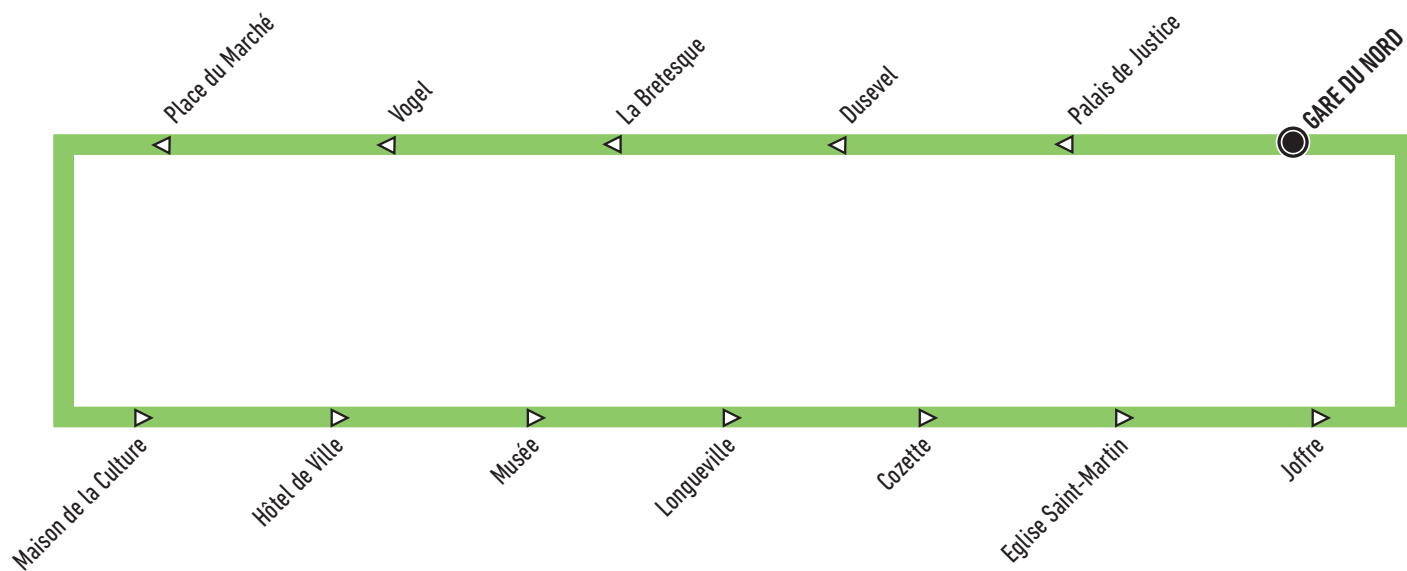 Place du Marché
Vogel
La Bretesque
Dusevel
Palais de Justice
GARE DU NORD
Maison de la Culture
Hôtel de Ville
Musée
Longueville
Cozette
Eglise Saint-Martin
Joffre